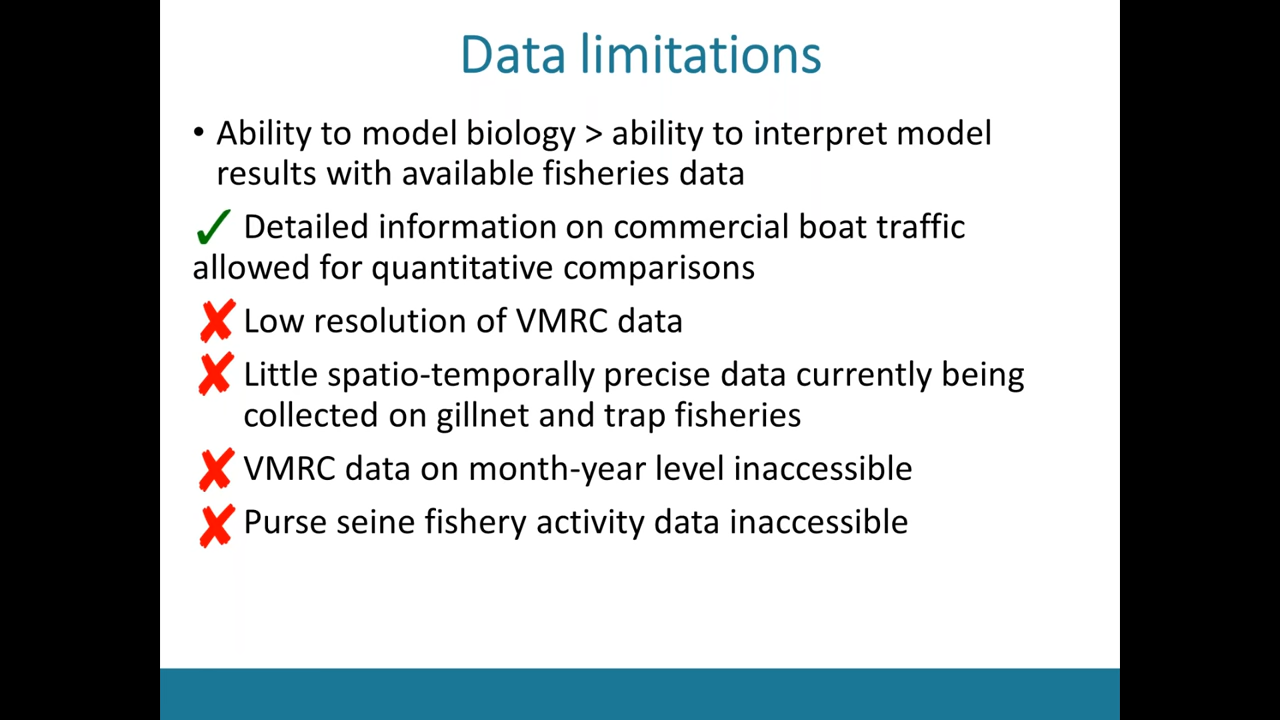 Data limitations
• Ability to model biology > ability to interpret model
results with available fisheries data
✓ Detailed information on commercial boat traffic
allowed for quantitative comparisons
✘ Low resolution of VMRC data
✘ Little spatio-temporally precise data currently being
collected on gillnet and trap fisheries
✘ VMRC data on month-year level inaccessible
✘ Purse seine fishery activity data inaccessible